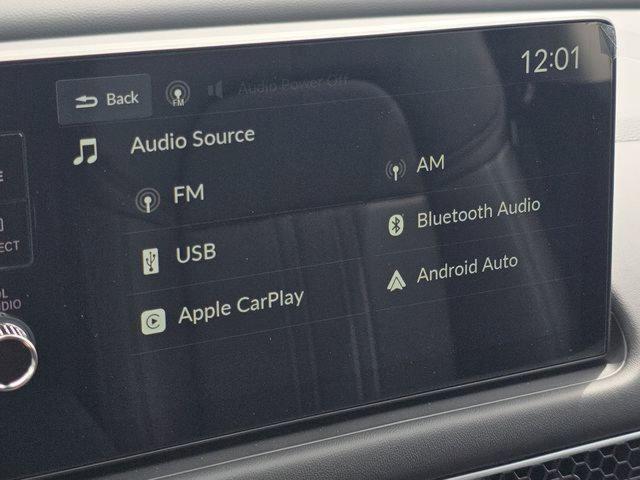 12:01
Back
FM
Audio Power Off
Audio Source
FM
AM
USB
Bluetooth Audio
Apple CarPlay
Android Auto